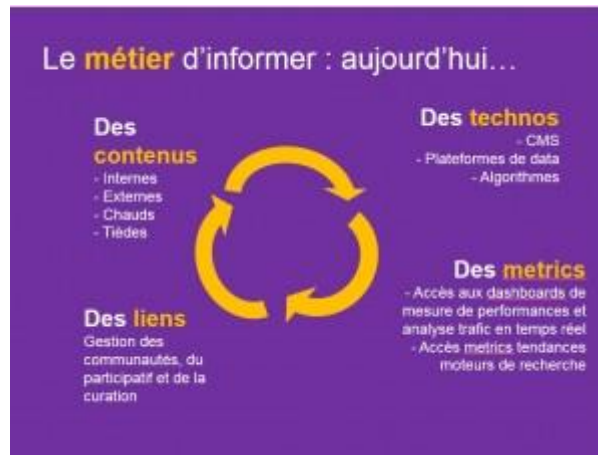 Le métier d'informer : aujourd'hui…
Des
contenus
- Internes
- Externes
- Chauds
- Tièdes
Des technos
- CMS
- Plateformes de data
- Algorithmes
Des liens
Gestion des
communautés, du
participatif et de la
curation
Des metrics
- Accès aux dashboards de
mesure de performances et
analyse trafic en temps réel
- Accès metrics tendances
moteurs de recherche